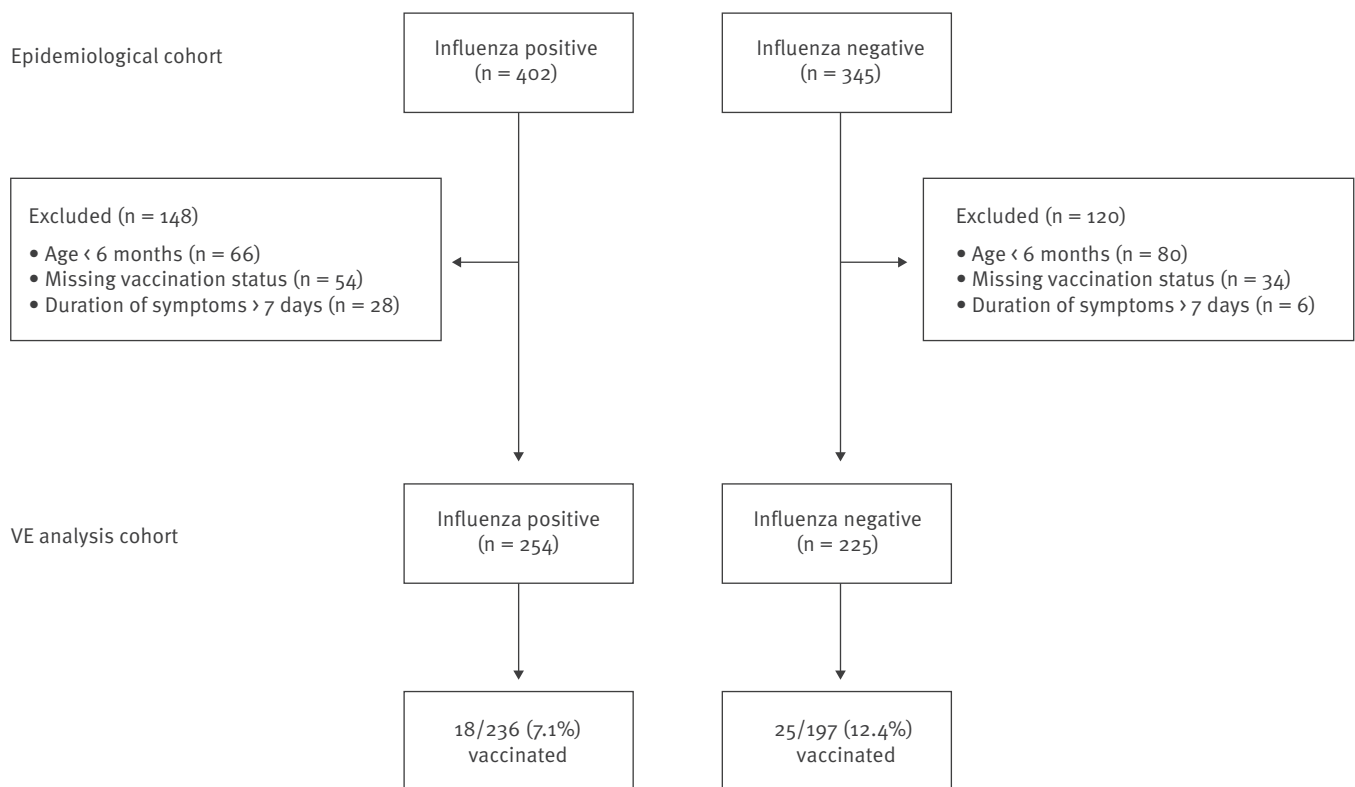 Epidemiological cohort
Influenza positive
(n = 402)
Influenza negative
(n = 345)
Excluded (n = 148)
• Age < 6 months (n = 66)
• Missing vaccination status (n = 54)
• Duration of symptoms > 7 days (n = 28)
Excluded (n = 120)
• Age < 6 months (n = 80)
• Missing vaccination status (n = 34)
• Duration of symptoms > 7 days (n = 6)
VE analysis cohort
Influenza positive
(n = 254)
Influenza negative
(n = 225)
18/236 (7.1%)
vaccinated
25/197 (12.4%)
vaccinated